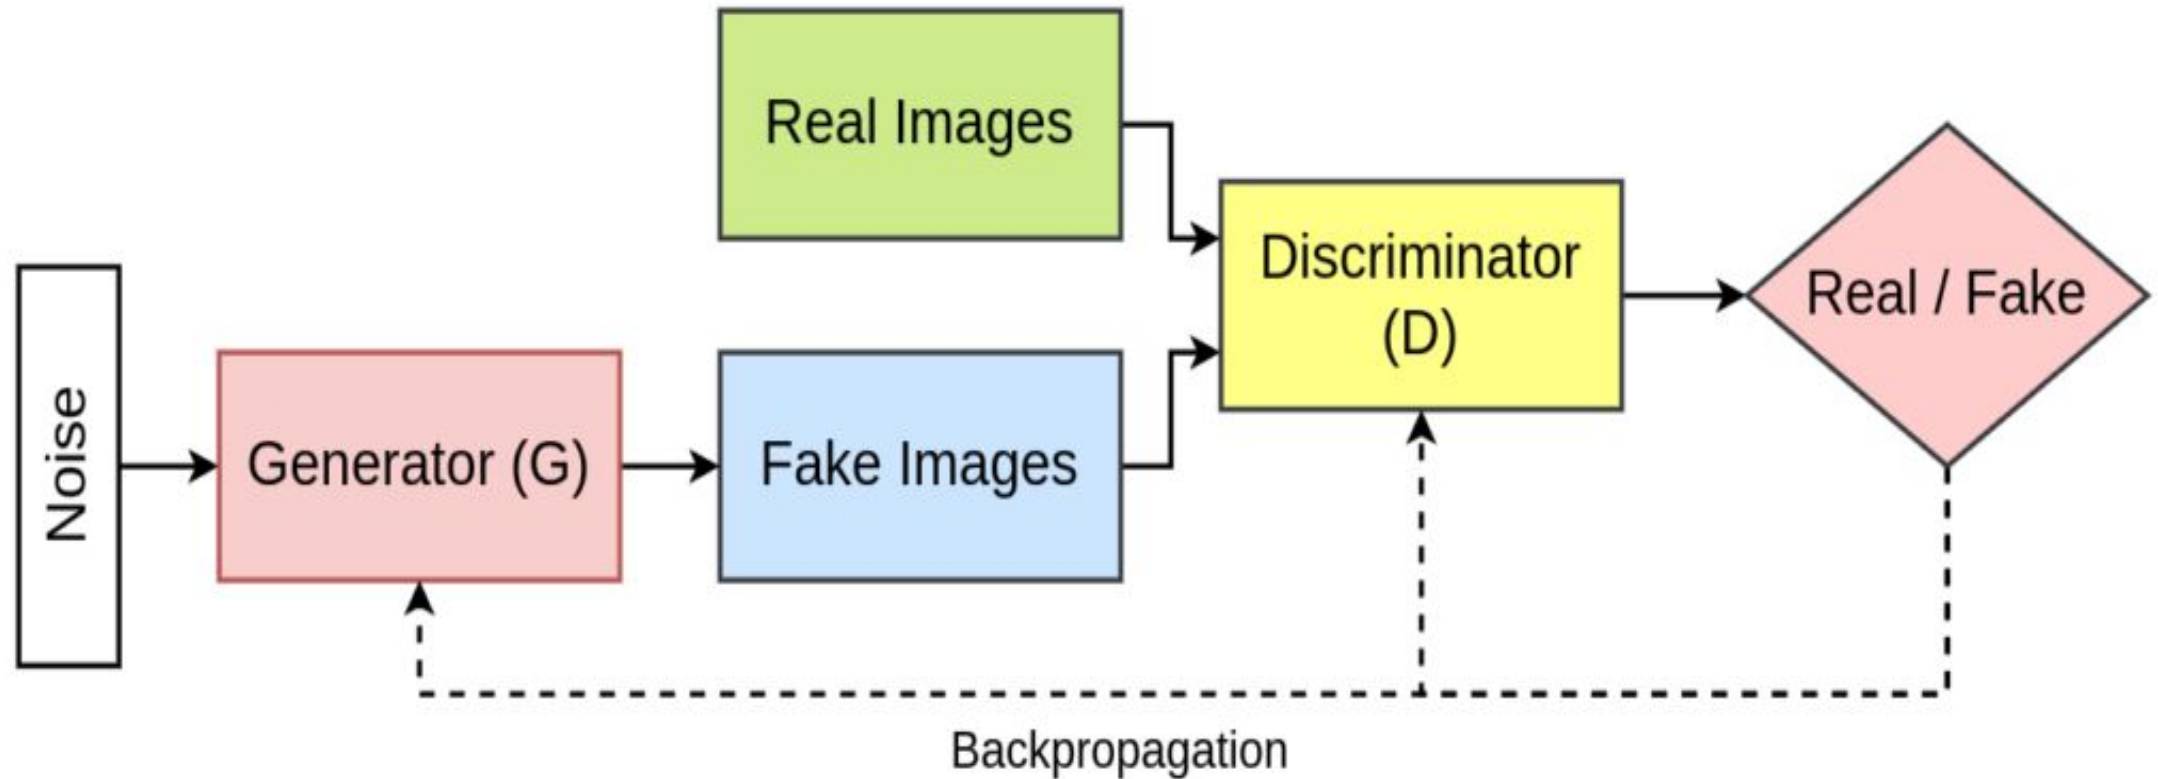 Real Images
Discriminator
(D)
Real / Fake
Noise
Generator (G)
Fake Images
Backpropagation